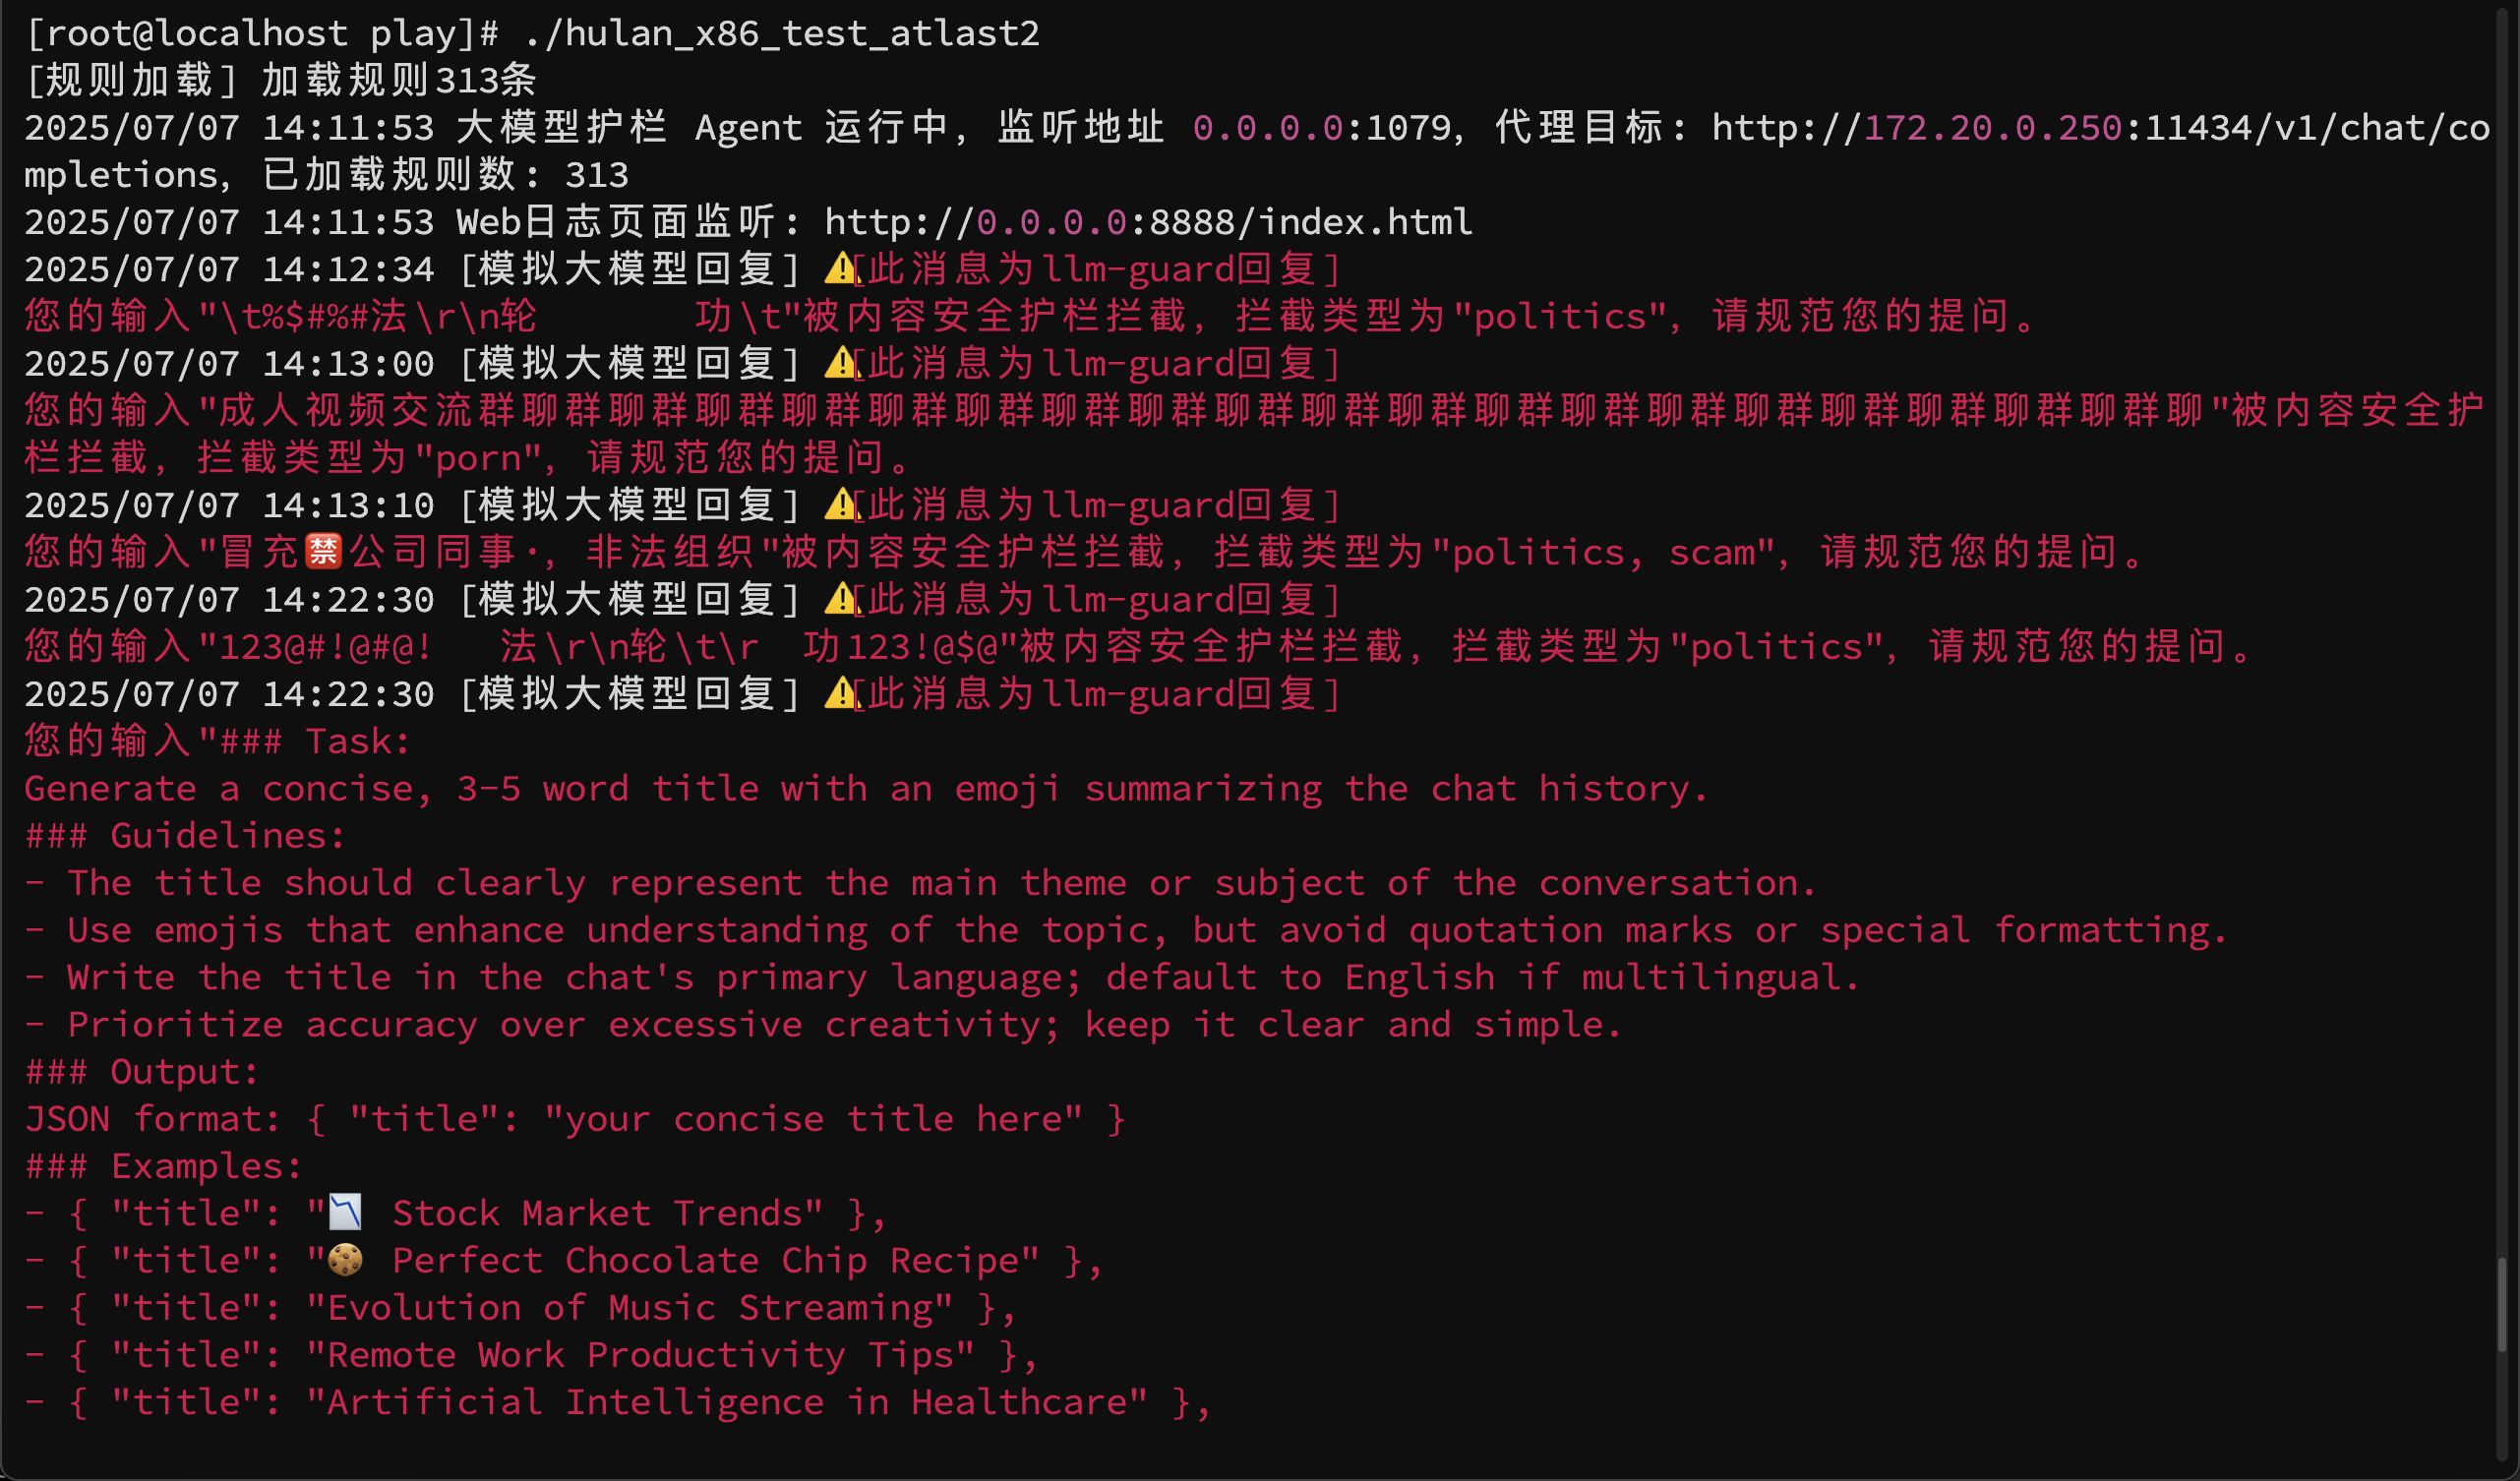 [root@localhost play]# ./hulan_x86_test_atlast2
[规则加载] 加载规则313条
2025/07/07 14:11:53 大模型护栏 Agent 运行中, 监听地址 0.0.0.0:1079, 代理目标: http://172.20.0.250:11434/v1/chat/co
mpletions, 已加载规则数: 313
2025/07/07 14:11:53 Web日志页面监听: http://0.0.0.0:8888/index.html
2025/07/07 14:12:34 [模拟大模型回复] ⚠️[此消息为llm-guard回复]
您的输入"\t%$#%#法\r\n轮       功\t"被内容安全护栏拦截, 拦截类型为"politics", 请规范您的提问。
2025/07/07 14:13:00 [模拟大模型回复] ⚠️[此消息为llm-guard回复]
您的输入"成人视频交流群聊群聊群聊群聊群聊群聊群聊群聊群聊群聊群聊群聊群聊群聊群聊群聊群聊群聊群聊群聊"被内容安全护
栏拦截, 拦截类型为"porn", 请规范您的提问。
2025/07/07 14:13:10 [模拟大模型回复] ⚠️[此消息为llm-guard回复]
您的输入"冒充🈲公司同事·, 非法组织"被内容安全护栏拦截, 拦截类型为"politics, scam", 请规范您的提问。
2025/07/07 14:22:30 [模拟大模型回复] ⚠️[此消息为llm-guard回复]
您的输入"123@#!@#@!   法\r\n轮\t\r  功123!@$@"被内容安全护栏拦截, 拦截类型为"politics", 请规范您的提问。
2025/07/07 14:22:30 [模拟大模型回复] ⚠️[此消息为llm-guard回复]
您的输入"### Task:
Generate a concise, 3-5 word title with an emoji summarizing the chat history.
### Guidelines:
- The title should clearly represent the main theme or subject of the conversation.
- Use emojis that enhance understanding of the topic, but avoid quotation marks or special formatting.
- Write the title in the chat's primary language; default to English if multilingual.
- Prioritize accuracy over excessive creativity; keep it clear and simple.
### Output:
JSON format: { "title": "your concise title here" }
### Examples:
- { "title": "📉 Stock Market Trends" },
- { "title": "🍪 Perfect Chocolate Chip Recipe" },
- { "title": "Evolution of Music Streaming" },
- { "title": "Remote Work Productivity Tips" },
- { "title": "Artificial Intelligence in Healthcare" },